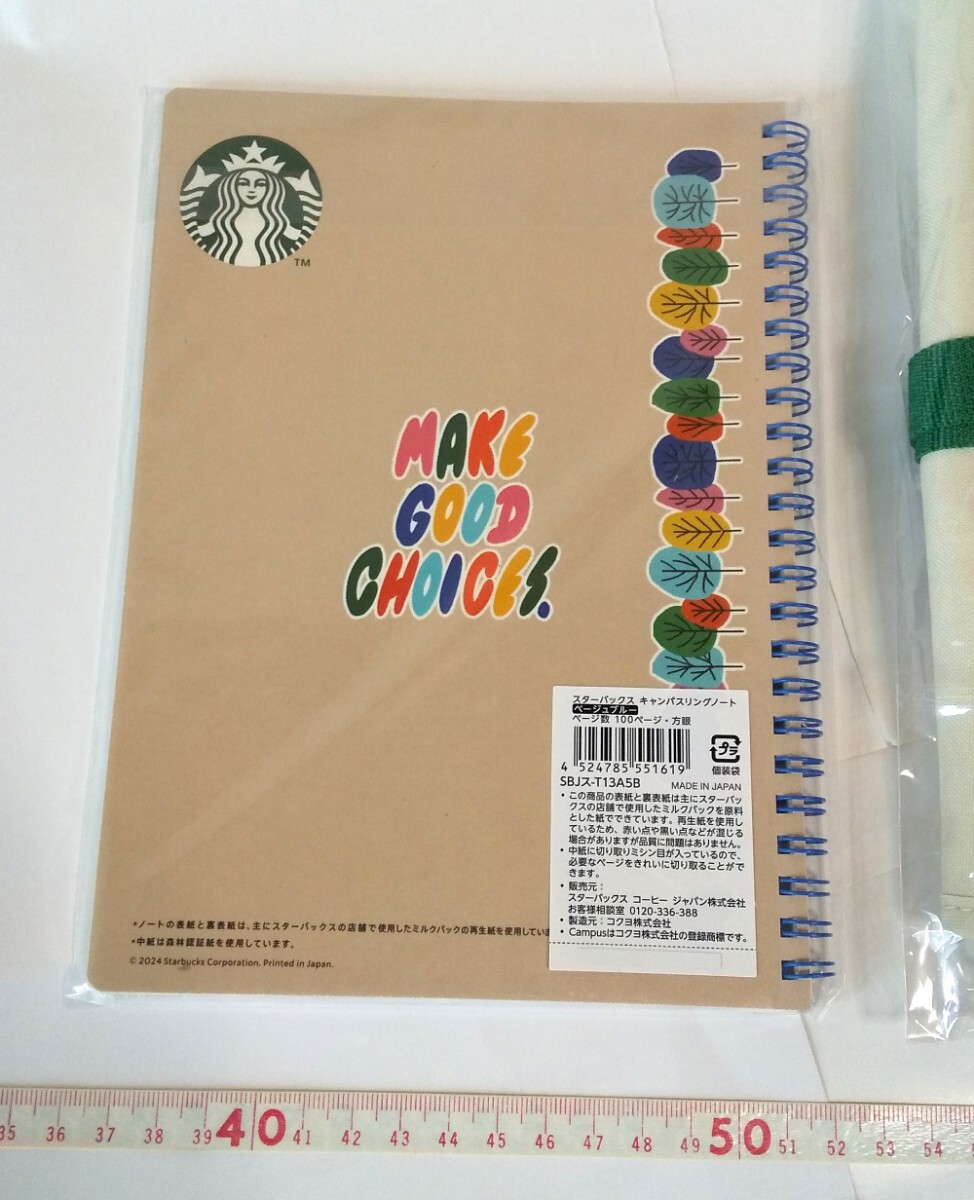 TM
MAKE
GOOD
CHOICES.
スターバックス キャンパスリングノート
ベージュブルー
ページ数 100ページ・方眼
4 524785 551619
プラ
個装袋
SBJス-T13A5B MADE IN JAPAN
• この商品の表紙と裏表紙は主にスターバッ
クスの店舗で使用したミルクパックを原料
とした紙でできています。再生紙を使用し
ているため、赤い点や黒い点などが混じる
場合がありますが品質に問題はありません。
• 中紙に切り取りミシン目が入っているので、
必要なページをきれいに切り取ることがで
きます。
• 販売元：
スターバックス コーヒー ジャパン株式会社
お客様相談室 0120-336-388
• 製造元：コクヨ株式会社
• Campusはコクヨ株式会社の登録商標です。
*ノートの表紙と裏表紙は、主にスターバックスの店舗で使用したミルクパックの再生紙を使用してい
*中紙は森林認証紙を使用しています。
© 2024 Starbucks Corporation. Printed in Japan.
35 36 37 38 39 40 41 42 43 44 45 46 47 48 49 50 51 52 53 54